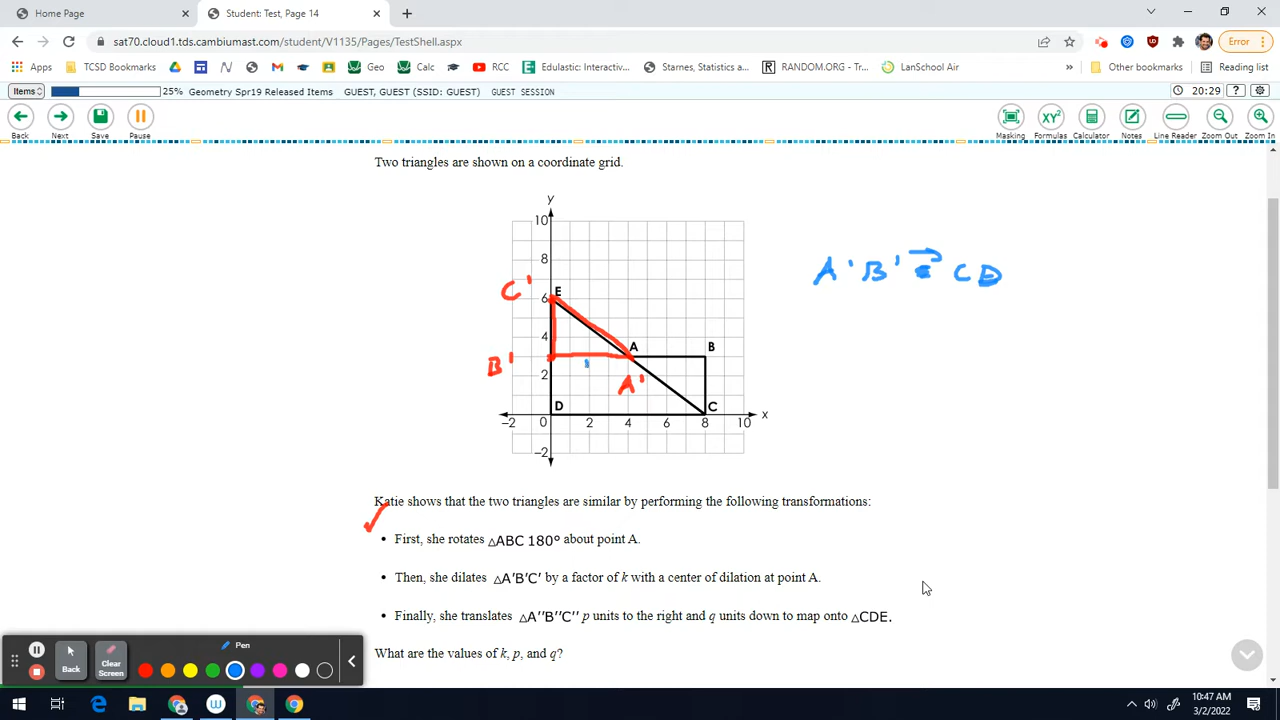 Home Page
Student: Test, Page 14
sat70.cloud1.tds.cambiumast.com/student/V1135/Pages/TestShell.aspx
Error
Apps
TCSD Bookmarks
RCC
Geo
Calc
RCC
Edulastic: Interactiv...
Starnes, Statistics a...
RANDOM.ORG - Tr...
LanSchool Air
»
Other bookmarks
Reading list
Items
25%
Geometry Spr19 Released Items
GUEST, GUEST (SSID: GUEST)
GUEST SESSION
20:29
?
Back
Next
Save
Pause
XY²
Masking
Formulas
Calculator
Notes
Line Reader
Zoom Out
Zoom In
Two triangles are shown on a coordinate grid.
y
10
8
C'
E
6
A'B' → CD
4
A
B
B'
2
A'
D
C
-2
0
2
4
6
8
10
x
-2
Katie shows that the two triangles are similar by performing the following transformations:
• First, she rotates △ABC 180° about point A.
• Then, she dilates △A'B'C' by a factor of k with a center of dilation at point A.
• Finally, she translates △A''B''C'' p units to the right and q units down to map onto △CDE.
What are the values of k, p, and q?
Pen
Back
Clear Screen
10:47 AM
3/2/2022